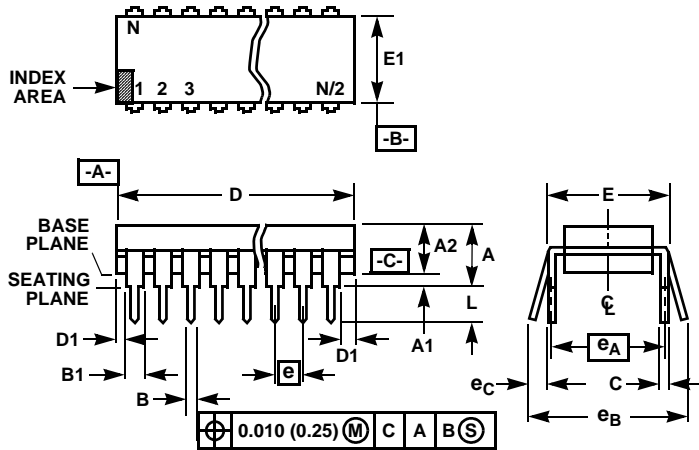 N
INDEX
AREA
1 2 3 N/2
E1
-B-
-A-
D
E
BASE
PLANE
SEATING
PLANE
-C-
A2
A
L
A1
D1
D1
B1
B
e
℄
eA
eC
C
eB
⌖ 0.010 (0.25) Ⓜ C A B Ⓢ